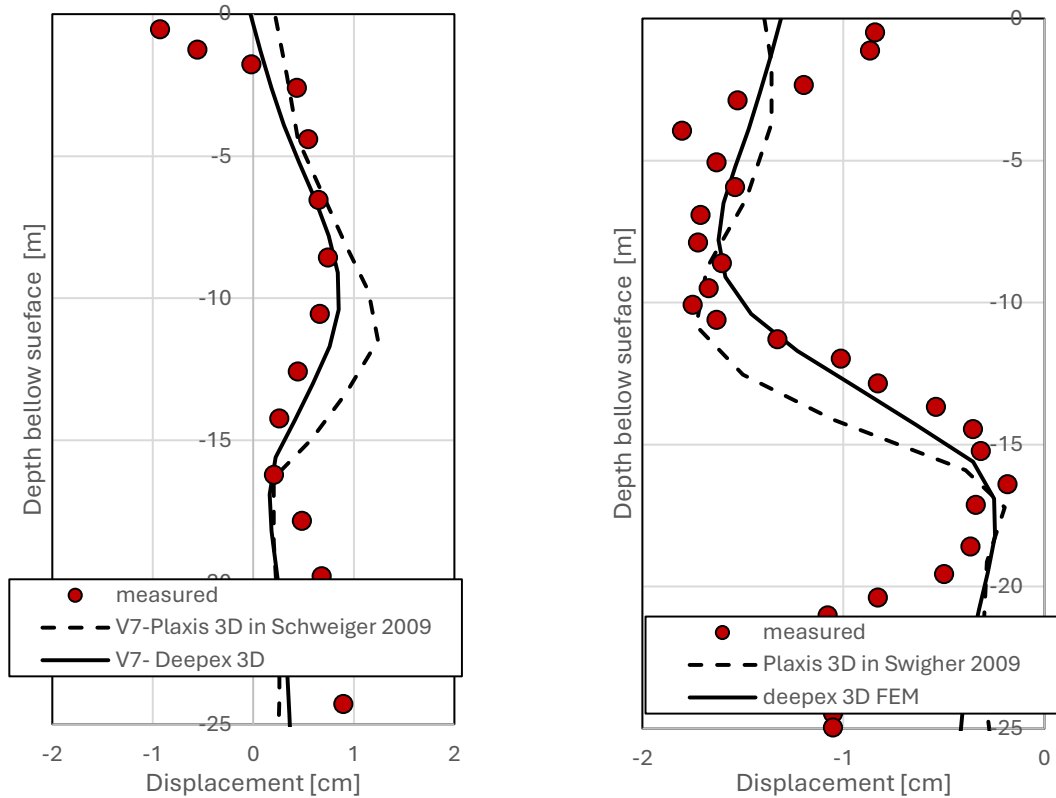 -0
-5
-10
-15
-20
-25
Depth bellow sueface [m]
measured
V7-Plaxis 3D in Schweiger 2009
V7- Deepex 3D
-2
-1
0
1
2
Displacement [cm]
0
-5
-10
-15
-20
-25
Depth bellow sueface [m]
measured
Plaxis 3D in Swigher 2009
deepex 3D FEM
-2
-1
0
Displacement [cm]